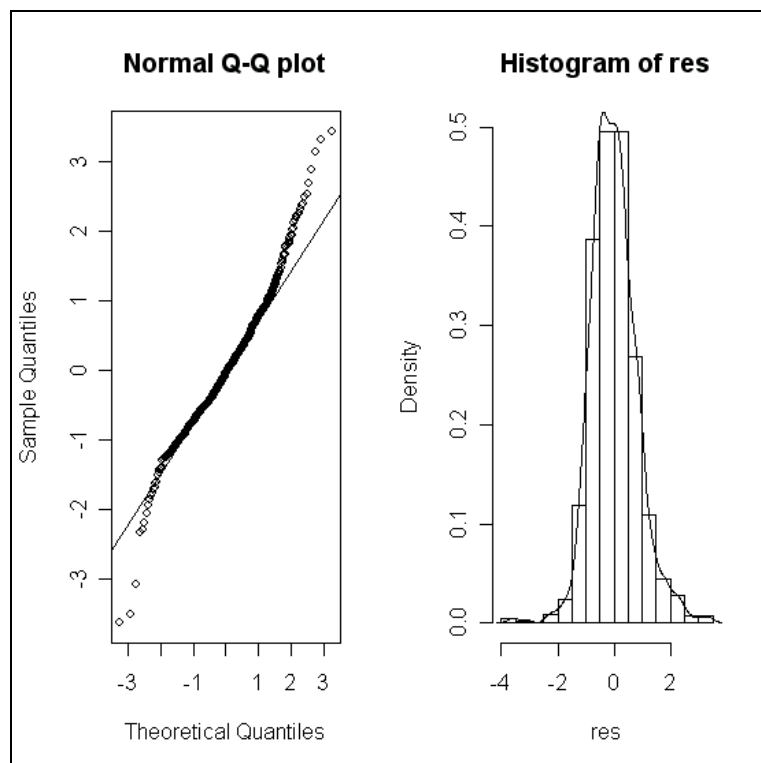 Normal Q-Q plot
Sample Quantiles
3
2
1
0
-1
-2
-3
-3 -1 1 2 3
Theoretical Quantiles
Histogram of res
Density
0.5
0.4
0.3
0.2
0.1
0.0
-4 -2 0 2
res